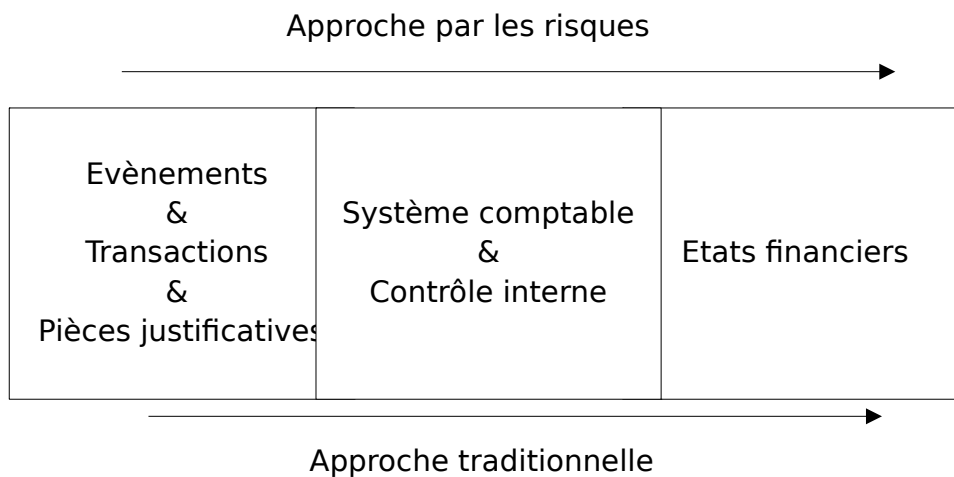 Approche par les risques
Evènements
&
Transactions
&
Pièces justificatives
Système comptable
&
Contrôle interne
Etats financiers
Approche traditionnelle